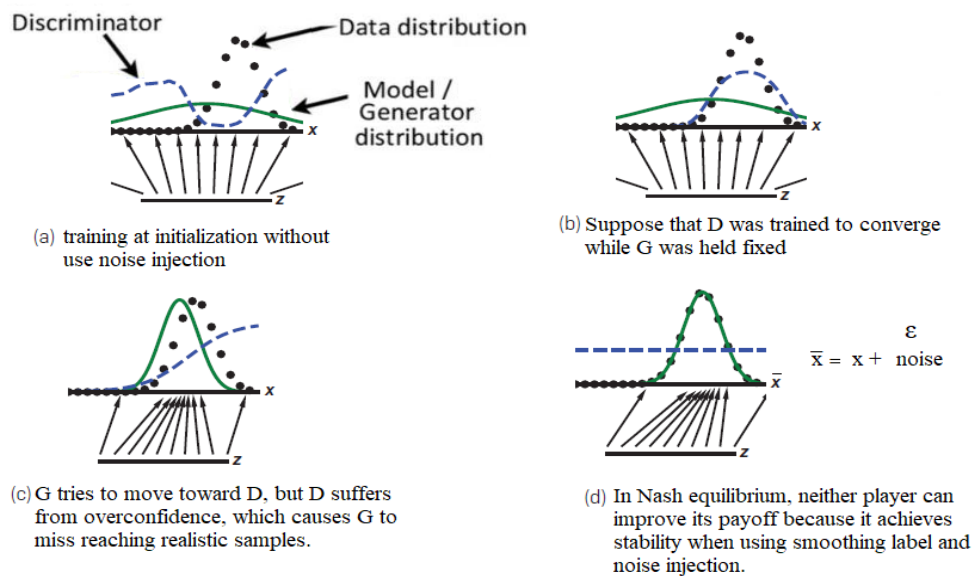 Discriminator
Data distribution
Model /
Generator
distribution
x
z
(a) training at initialization without
use noise injection
x
z
(b) Suppose that D was trained to converge
while G was held fixed
x
z
(c) G tries to move toward D, but D suffers
from overconfidence, which causes G to
miss reaching realistic samples.
x̅
z
ε
x̅ = x + noise
(d) In Nash equilibrium, neither player can
improve its payoff because it achieves
stability when using smoothing label and
noise injection.